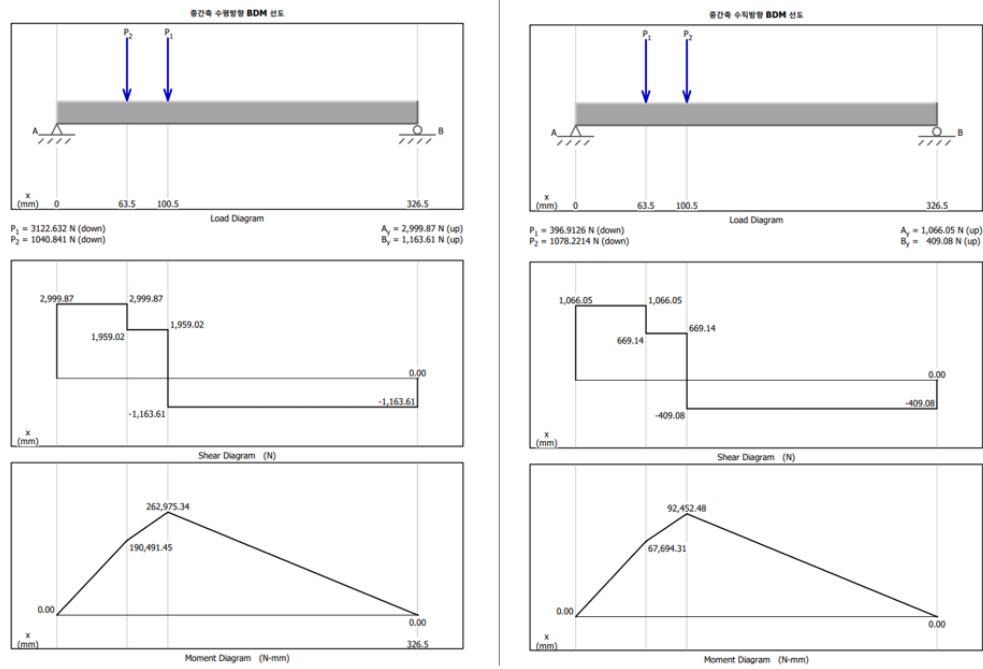 중간축 수평방향 BDM 선도
P2 P1
A B
x
(mm) 0 63.5 100.5 326.5
Load Diagram
P1 = 3122.632 N (down) Ay = 2,999.87 N (up)
P2 = 1040.841 N (down) By = 1,163.61 N (up)
2,999.87 2,999.87
1,959.02 1,959.02
0.00
-1,163.61 -1,163.61
x
(mm)
Shear Diagram (N)
262,975.34
190,491.45
0.00 0.00
x
(mm) 326.5
Moment Diagram (N-mm)
중간축 수직방향 BDM 선도
P1 P2
A B
x
(mm) 0 63.5 100.5 326.5
Load Diagram
P1 = 396.9126 N (down) Ay = 1,066.05 N (up)
P2 = 1078.2214 N (down) By = 409.08 N (up)
1,066.05 1,066.05
669.14 669.14
0.00
-409.08 -409.08
x
(mm)
Shear Diagram (N)
92,452.48
67,694.31
0.00 0.00
x
(mm)
Moment Diagram (N-mm)